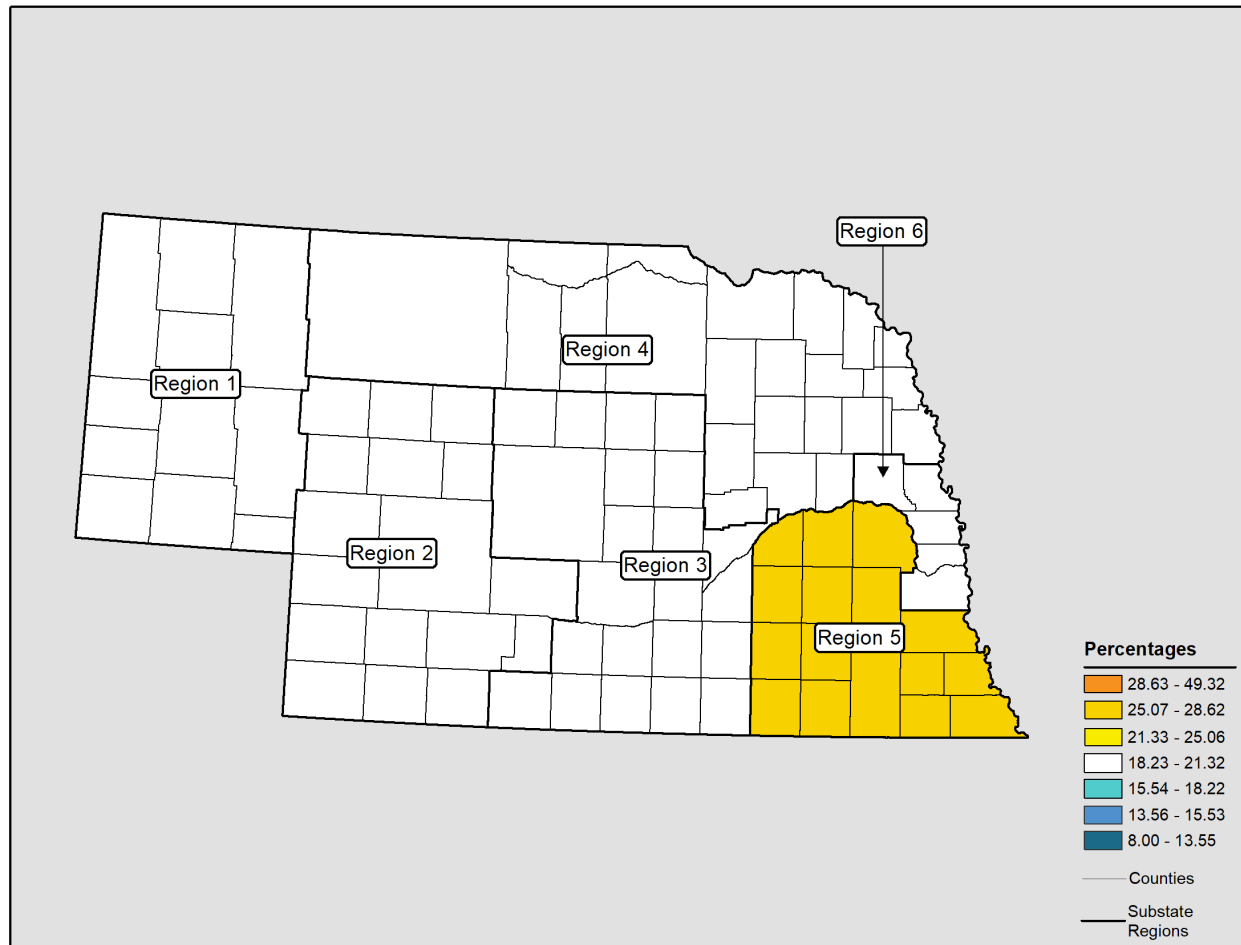 Region 6
Region 4
Region 1
Region 2
Region 3
Region 5
Percentages
28.63 - 49.32
25.07 - 28.62
21.33 - 25.06
18.23 - 21.32
15.54 - 18.22
13.56 - 15.53
8.00 - 13.55
Counties
Substate
Regions